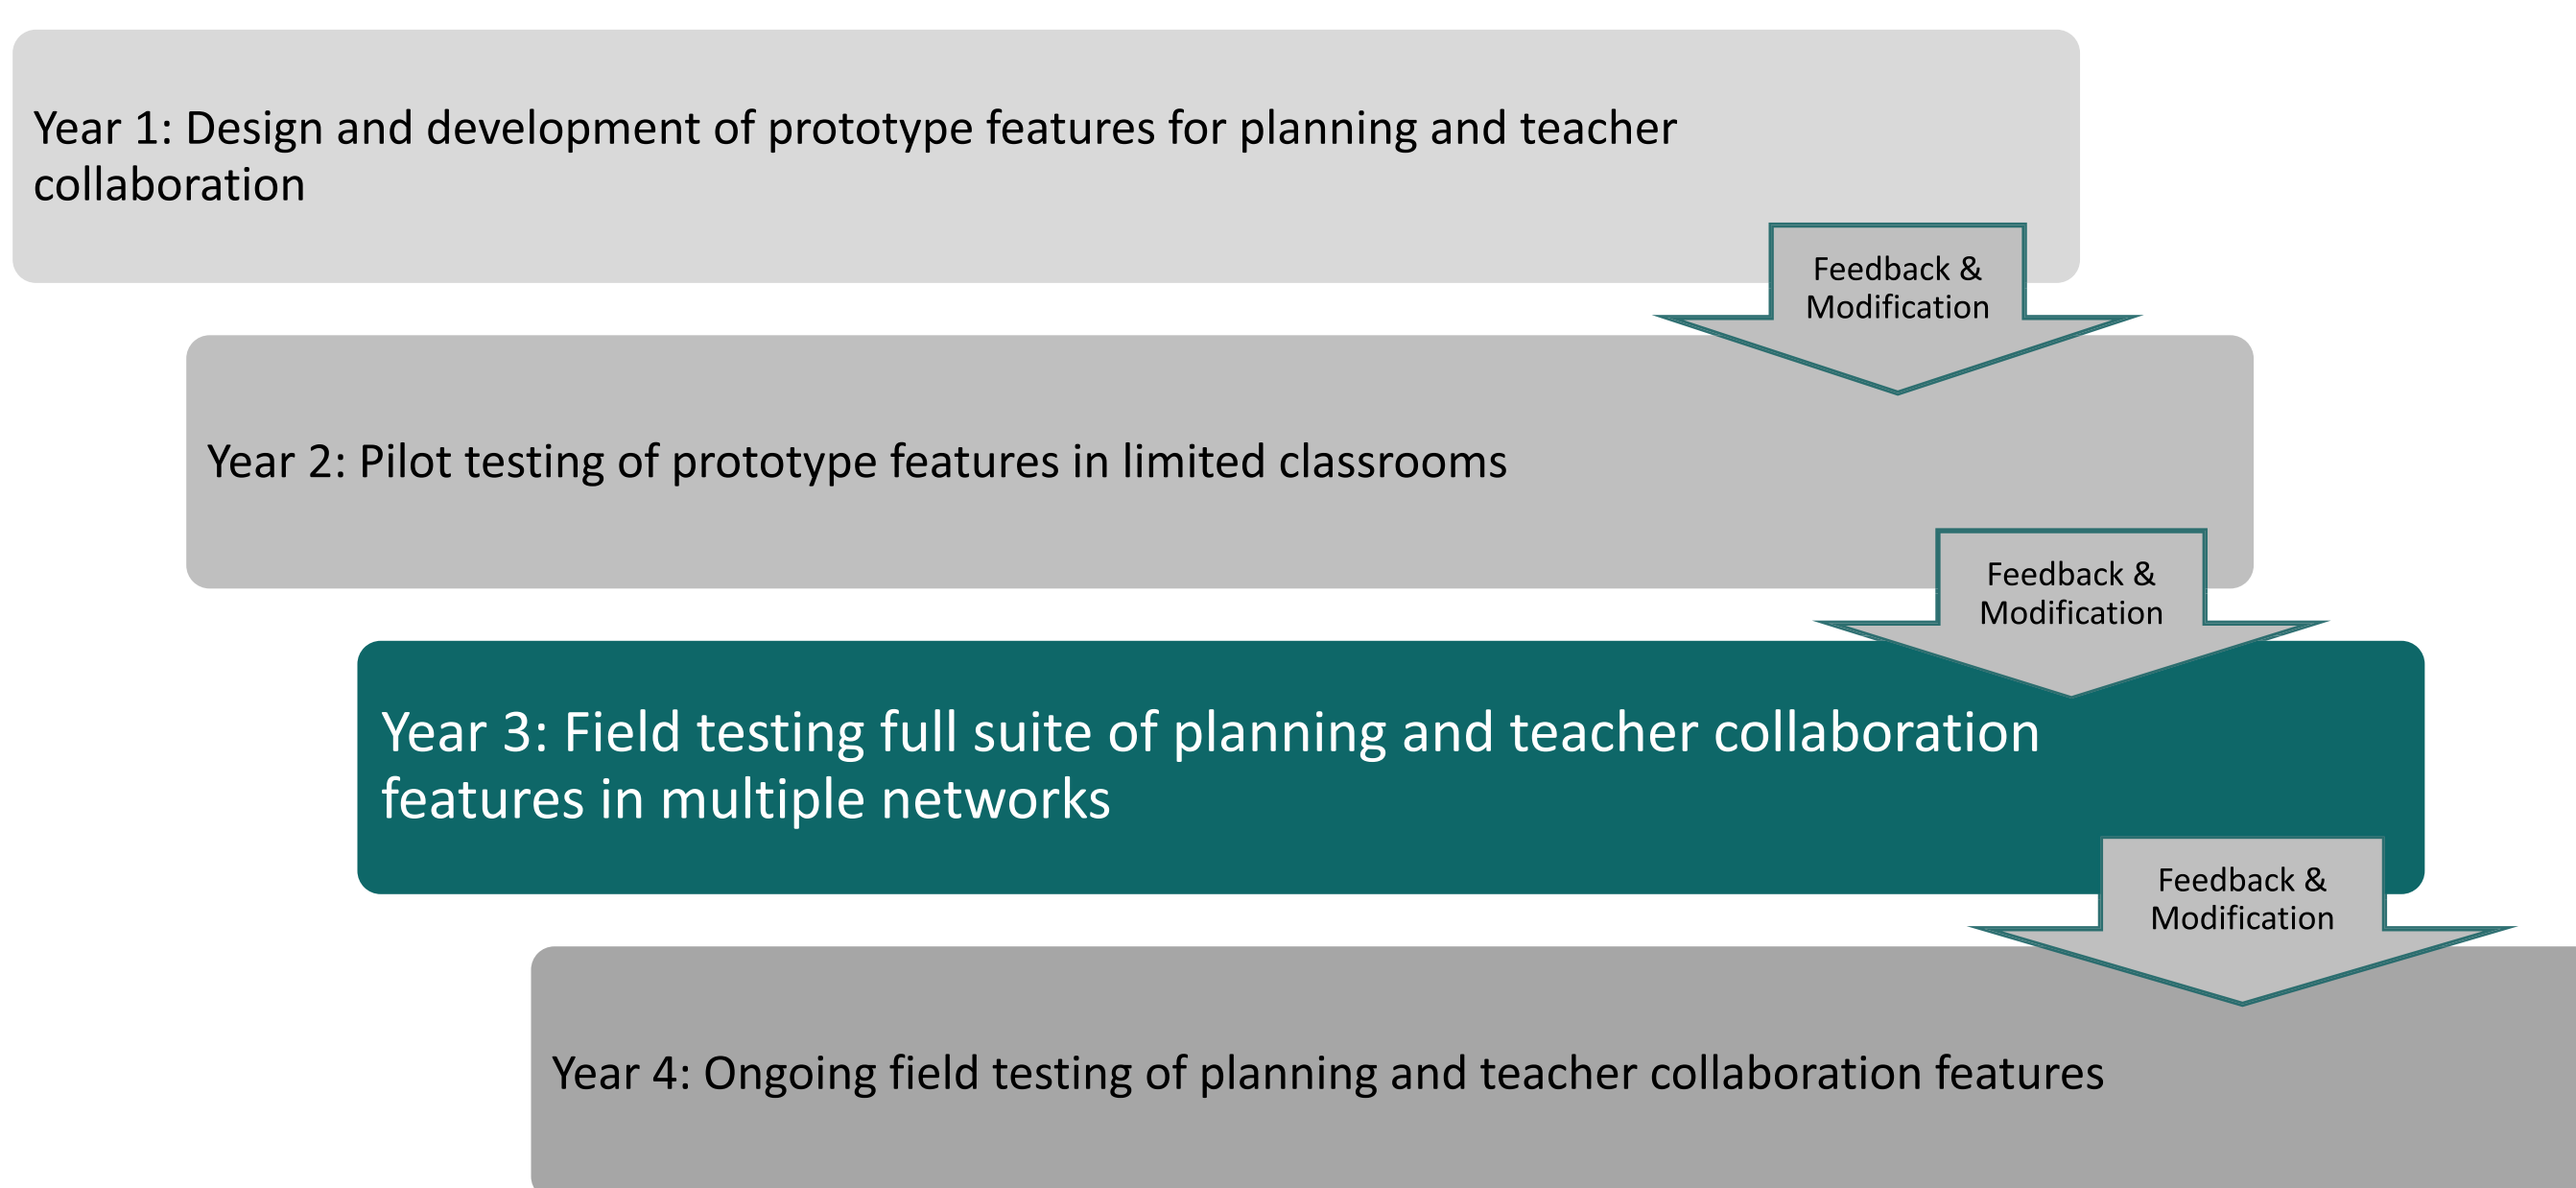 Year 1: Design and development of prototype features for planning and teacher
collaboration
Feedback &
Modification
Year 2: Pilot testing of prototype features in limited classrooms
Feedback &
Modification
Year 3: Field testing full suite of planning and teacher collaboration
features in multiple networks
Feedback &
Modification
Year 4: Ongoing field testing of planning and teacher collaboration features